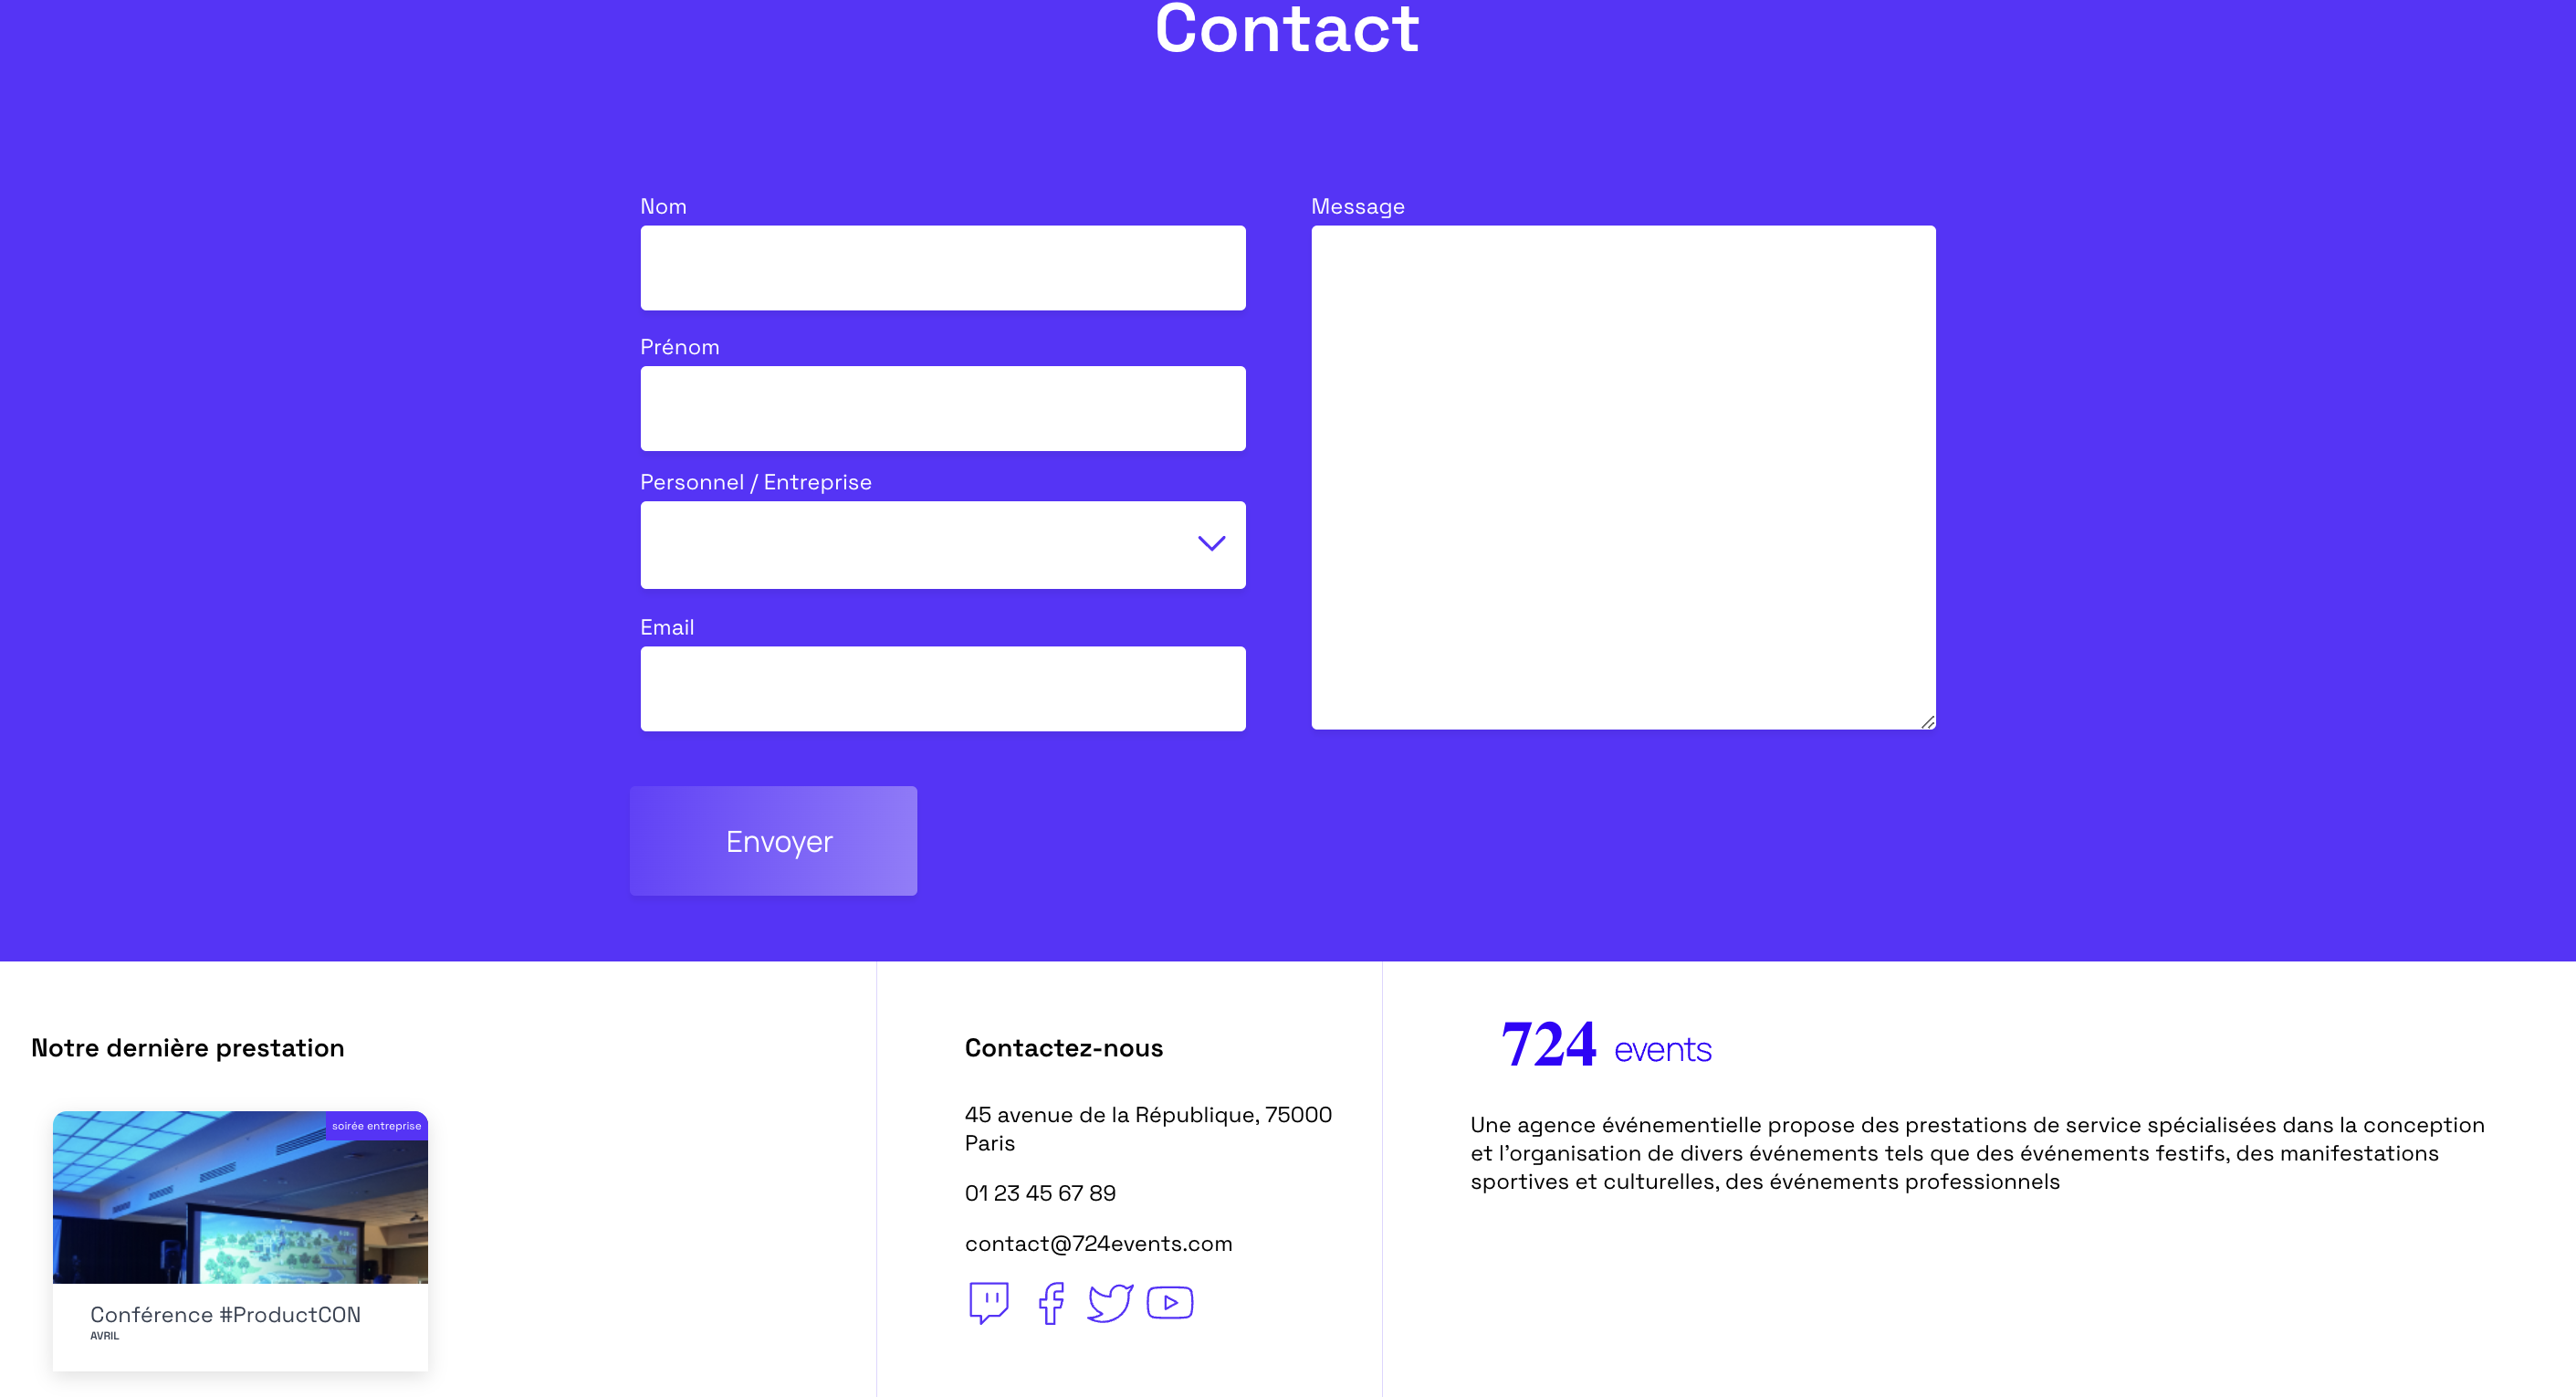 Contact
Nom
Prénom
Personnel / Entreprise
Email
Message
Envoyer
Notre dernière prestation
soirée entreprise
Conférence #ProductCON
AVRIL
Contactez-nous
45 avenue de la République, 75000
Paris
01 23 45 67 89
contact@724events.com
724 events
Une agence événementielle propose des prestations de service spécialisées dans la conception
et l’organisation de divers événements tels que des événements festifs, des manifestations
sportives et culturelles, des événements professionnels